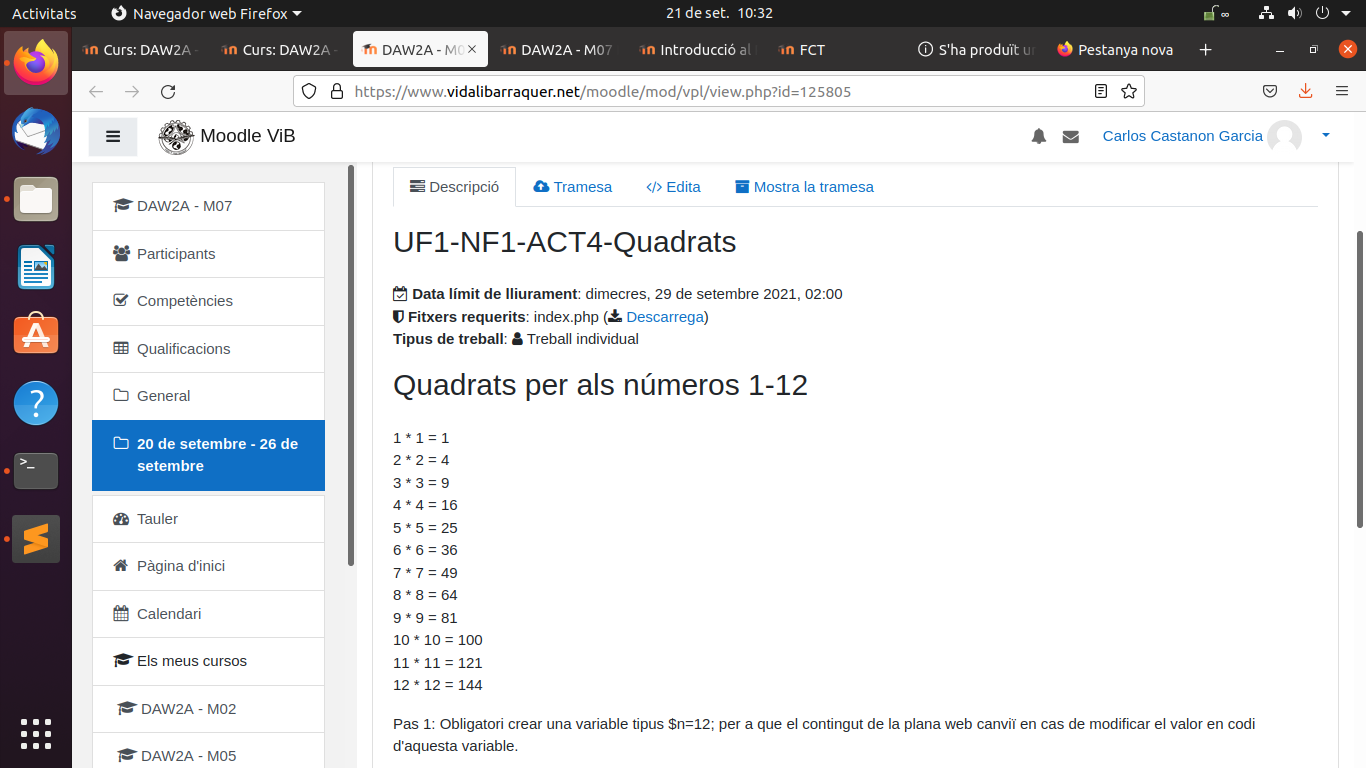 Activitats
Navegador web Firefox
21 de set. 10:32
Curs: DAW2A -
Curs: DAW2A -
DAW2A - M0
DAW2A - M07
Introducció al
FCT
S'ha produït un
Pestanya nova
https://www.vidalibarraquer.net/moodle/mod/vpl/view.php?id=125805
Moodle ViB
Carlos Castanon Garcia
DAW2A - M07
Participants
Competències
Qualificacions
General
20 de setembre - 26 de
setembre
Tauler
Pàgina d'inici
Calendari
Els meus cursos
DAW2A - M02
DAW2A - M05
Descripció
Tramesa
Edita
Mostra la tramesa
UF1-NF1-ACT4-Quadrats
Data límit de lliurament: dimecres, 29 de setembre 2021, 02:00
Fitxers requerits: index.php (Descarrega)
Tipus de treball: Treball individual
Quadrats per als números 1-12
1 * 1 = 1
2 * 2 = 4
3 * 3 = 9
4 * 4 = 16
5 * 5 = 25
6 * 6 = 36
7 * 7 = 49
8 * 8 = 64
9 * 9 = 81
10 * 10 = 100
11 * 11 = 121
12 * 12 = 144
Pas 1: Obligatori crear una variable tipus $n=12; per a que el contingut de la plana web canviï en cas de modificar el valor en codi
d'aquesta variable.